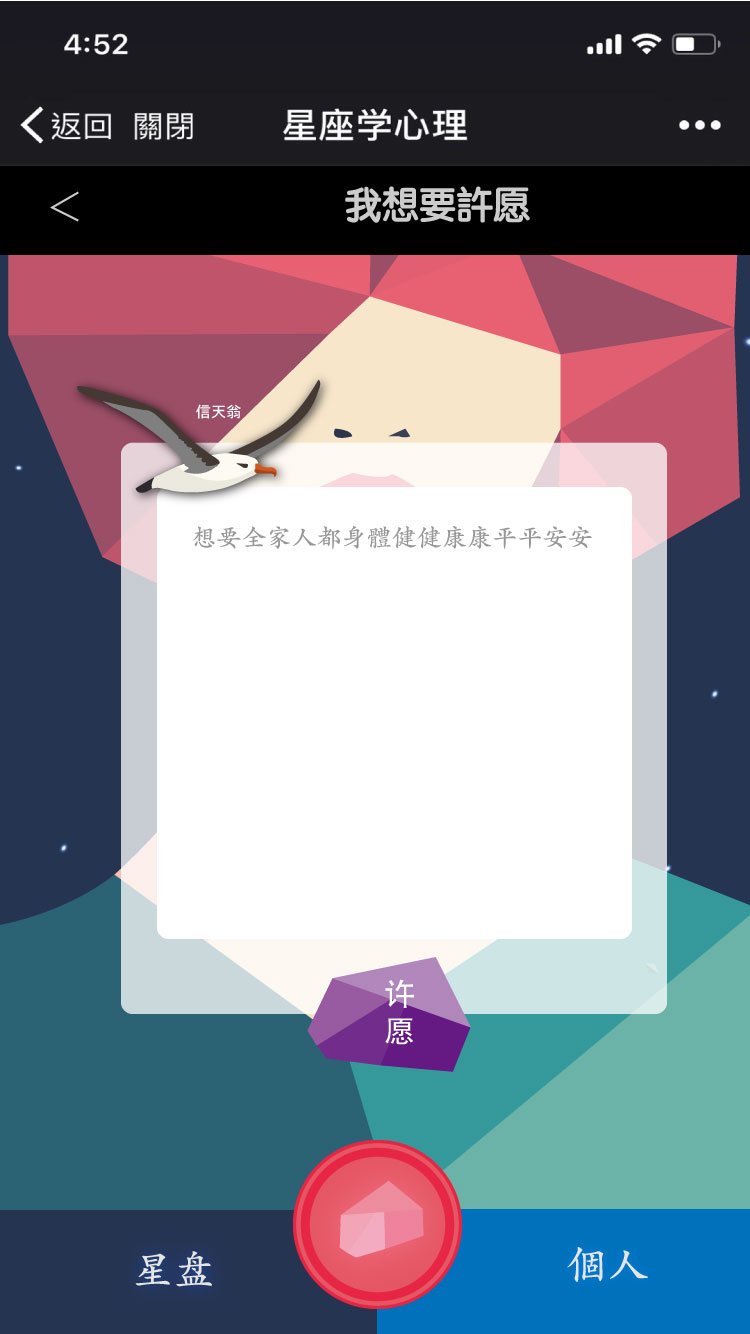 4:52
返回 關閉 星座学心理
我想要許愿
信天翁
想要全家人都身體健健康康平平安安
许
愿
星盘 個人